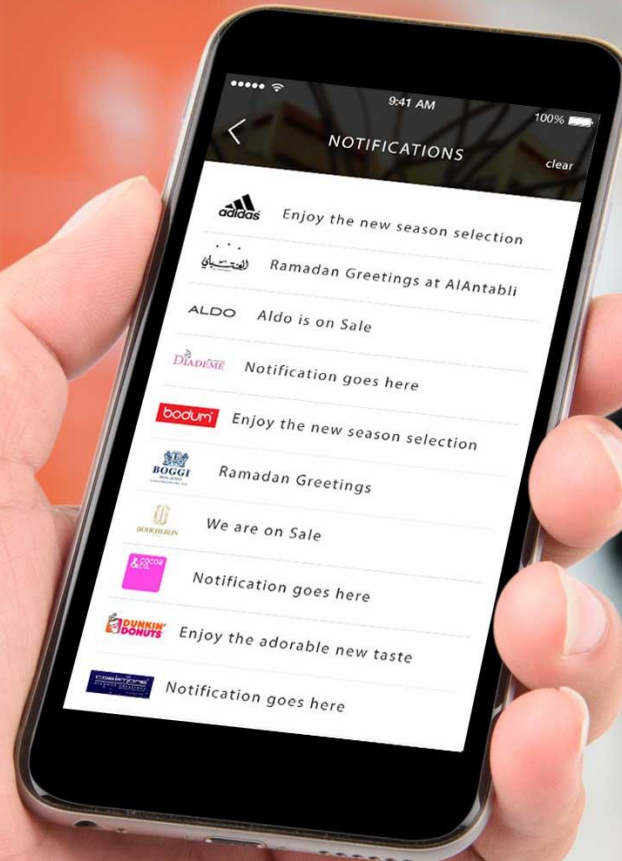 9:41 AM
100%
NOTIFICATIONS
clear
adidas
Enjoy the new season selection
Ramadan Greetings at AlAntabli
ALDO
Aldo is on Sale
DIADEME
Notification goes here
bodum
Enjoy the new season selection
BOGGI
MILANO
Ramadan Greetings
BOUCHERON
We are on Sale
&cocoa
co.
Notification goes here
DUNKIN'
DONUTS
Enjoy the adorable new taste
Notification goes here